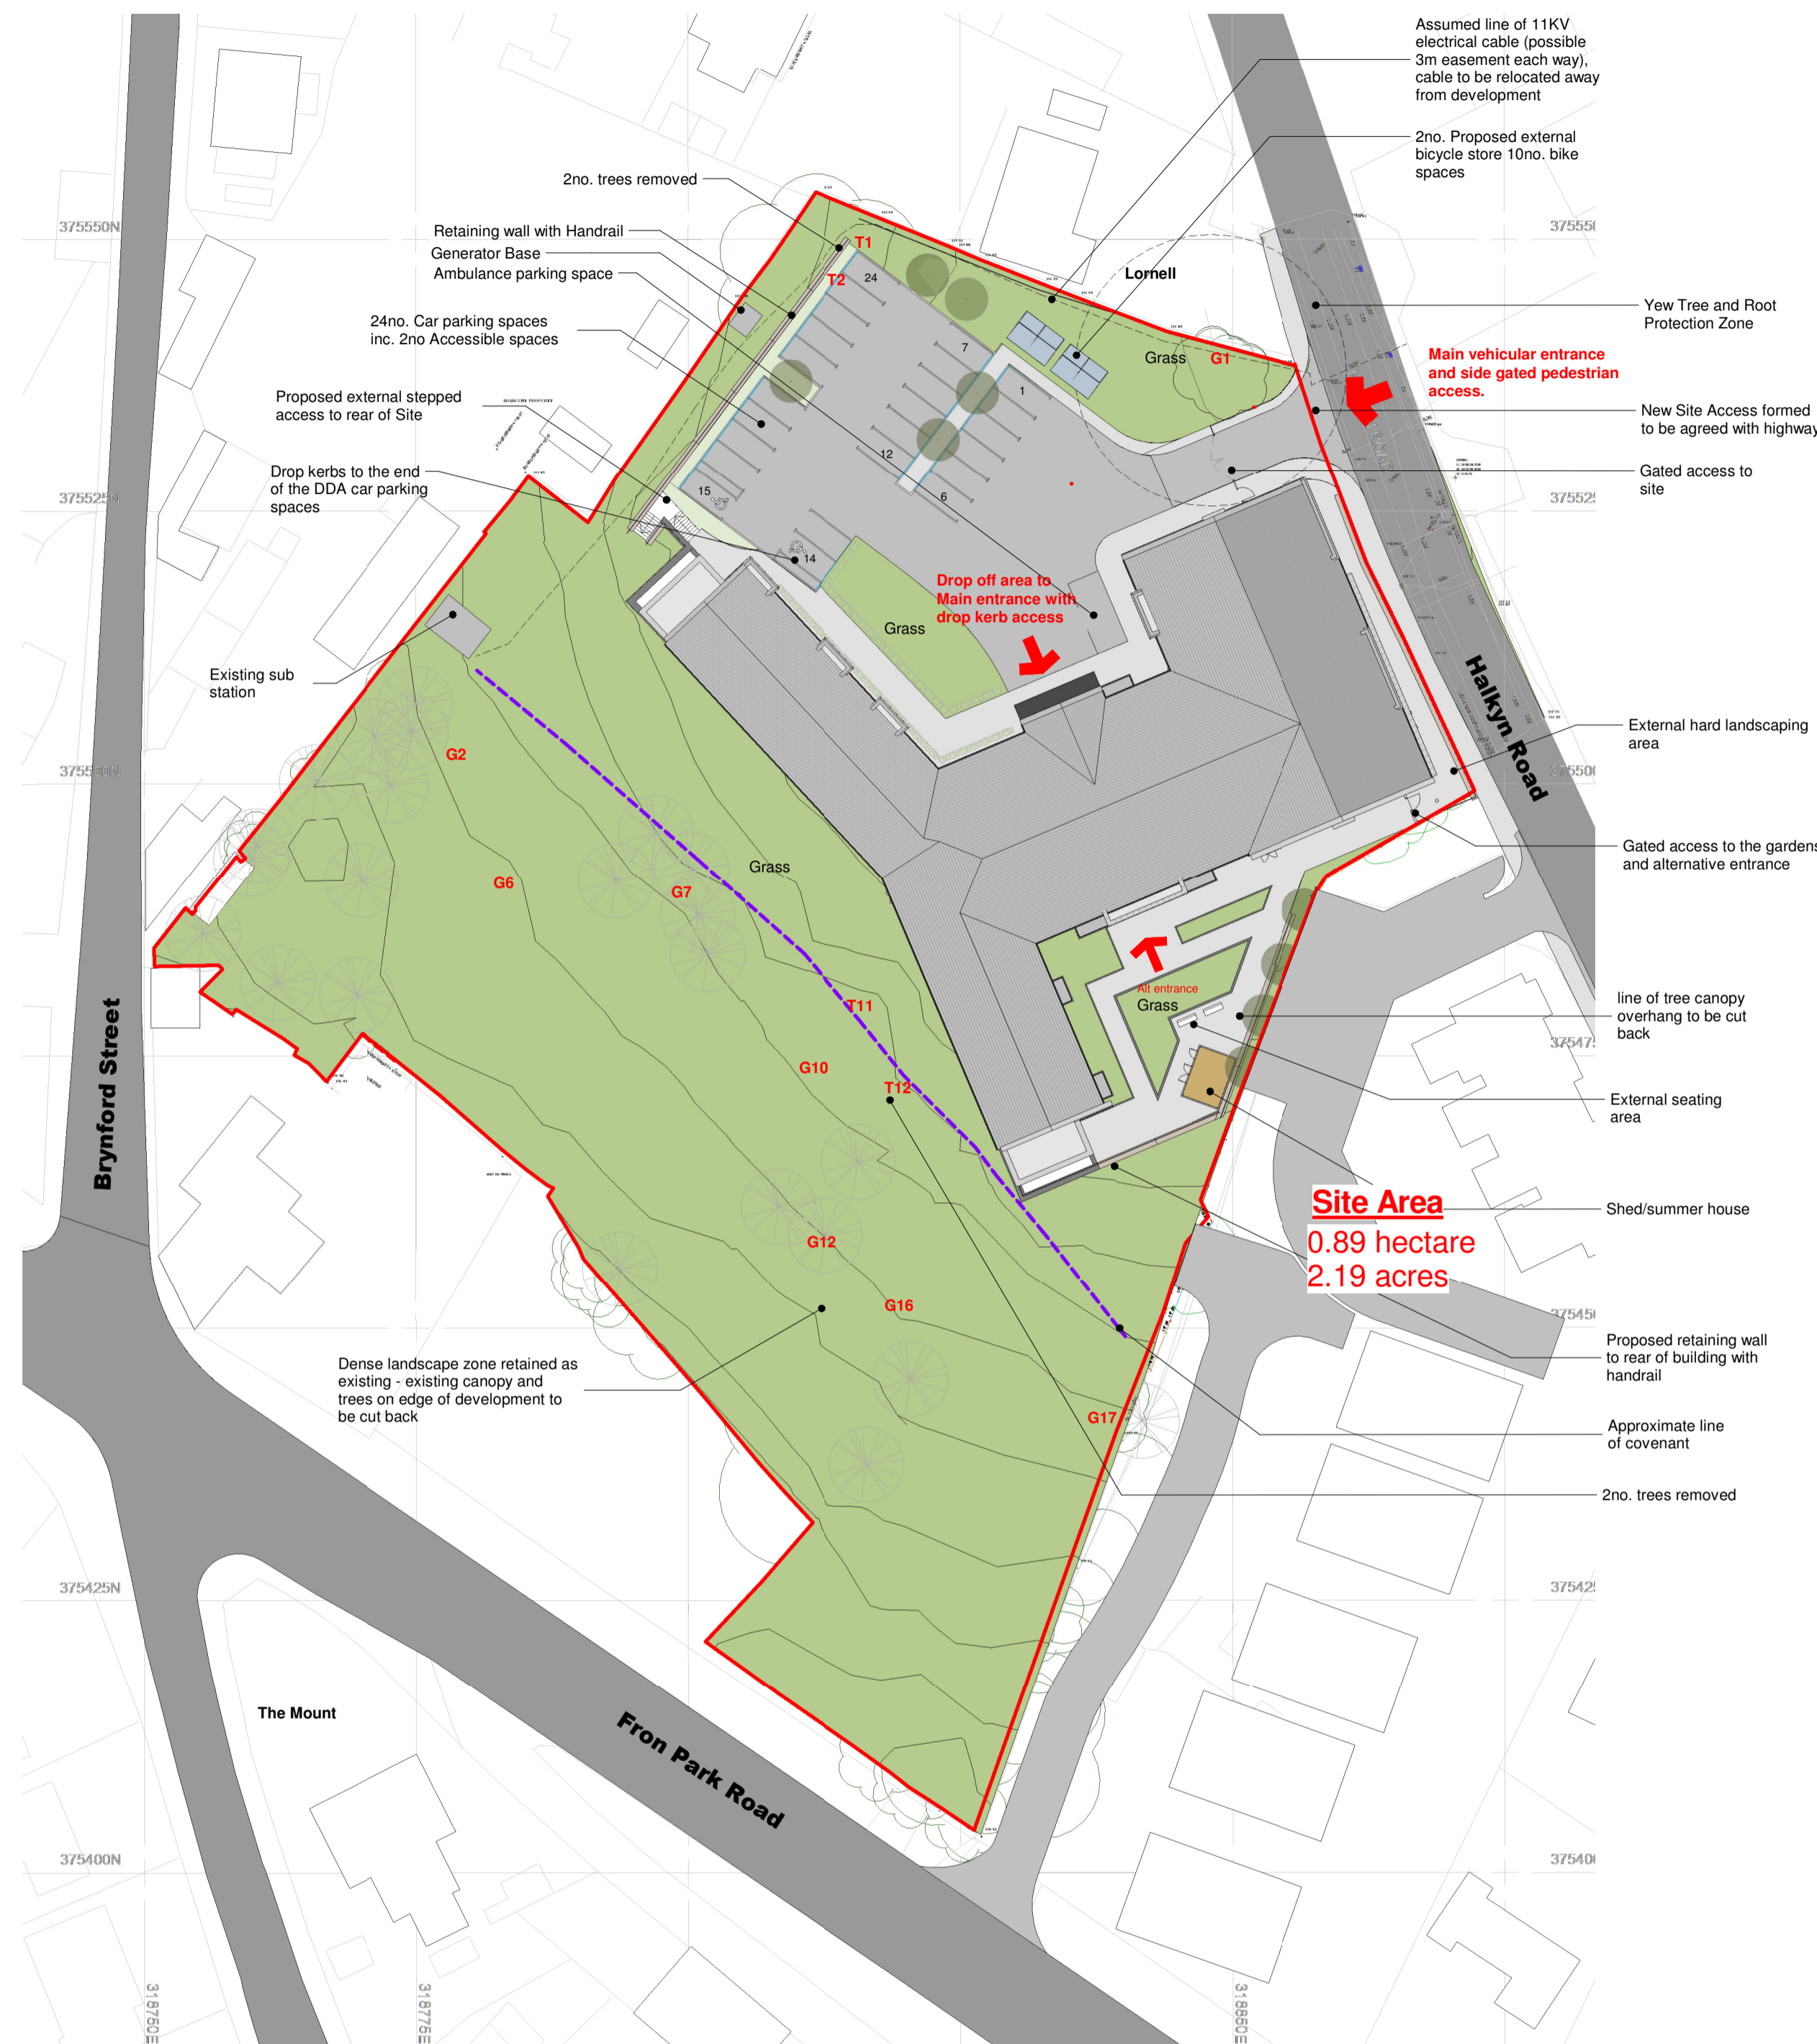 Assumed line of 11KV
electrical cable (possible
3m easement each way),
cable to be relocated away
from development
2no. Proposed external
bicycle store 10no. bike
spaces
2no. trees removed
Retaining wall with Handrail
Generator Base
Ambulance parking space
24no. Car parking spaces
inc. 2no Accessible spaces
Proposed external stepped
access to rear of Site
Drop kerbs to the end
of the DDA car parking
spaces
Existing sub
station
375550N
375525N
375500N
375425N
375400N
37555
37552
37550
37547
37545
37542
37540
T1
T2
24
7
1
12
6
15
14
Lornell
Grass
G1
Yew Tree and Root
Protection Zone
Main vehicular entrance
and side gated pedestrian
access.
New Site Access formed
to be agreed with highway
Gated access to
site
Drop off area to
Main entrance with
drop kerb access
Grass
Halkyn Road
External hard landscaping
area
Gated access to the gardens
and alternative entrance
G2
G6
G7
Grass
T11
G10
T12
G12
G16
G17
Alt entrance
Grass
line of tree canopy
overhang to be cut
back
External seating
area
Site Area
0.89 hectare
2.19 acres
Shed/summer house
Proposed retaining wall
to rear of building with
handrail
Approximate line
of covenant
2no. trees removed
Brynford Street
Dense landscape zone retained as
existing - existing canopy and
trees on edge of development to
be cut back
The Mount
Fron Park Road
318750E
318775E
318850E